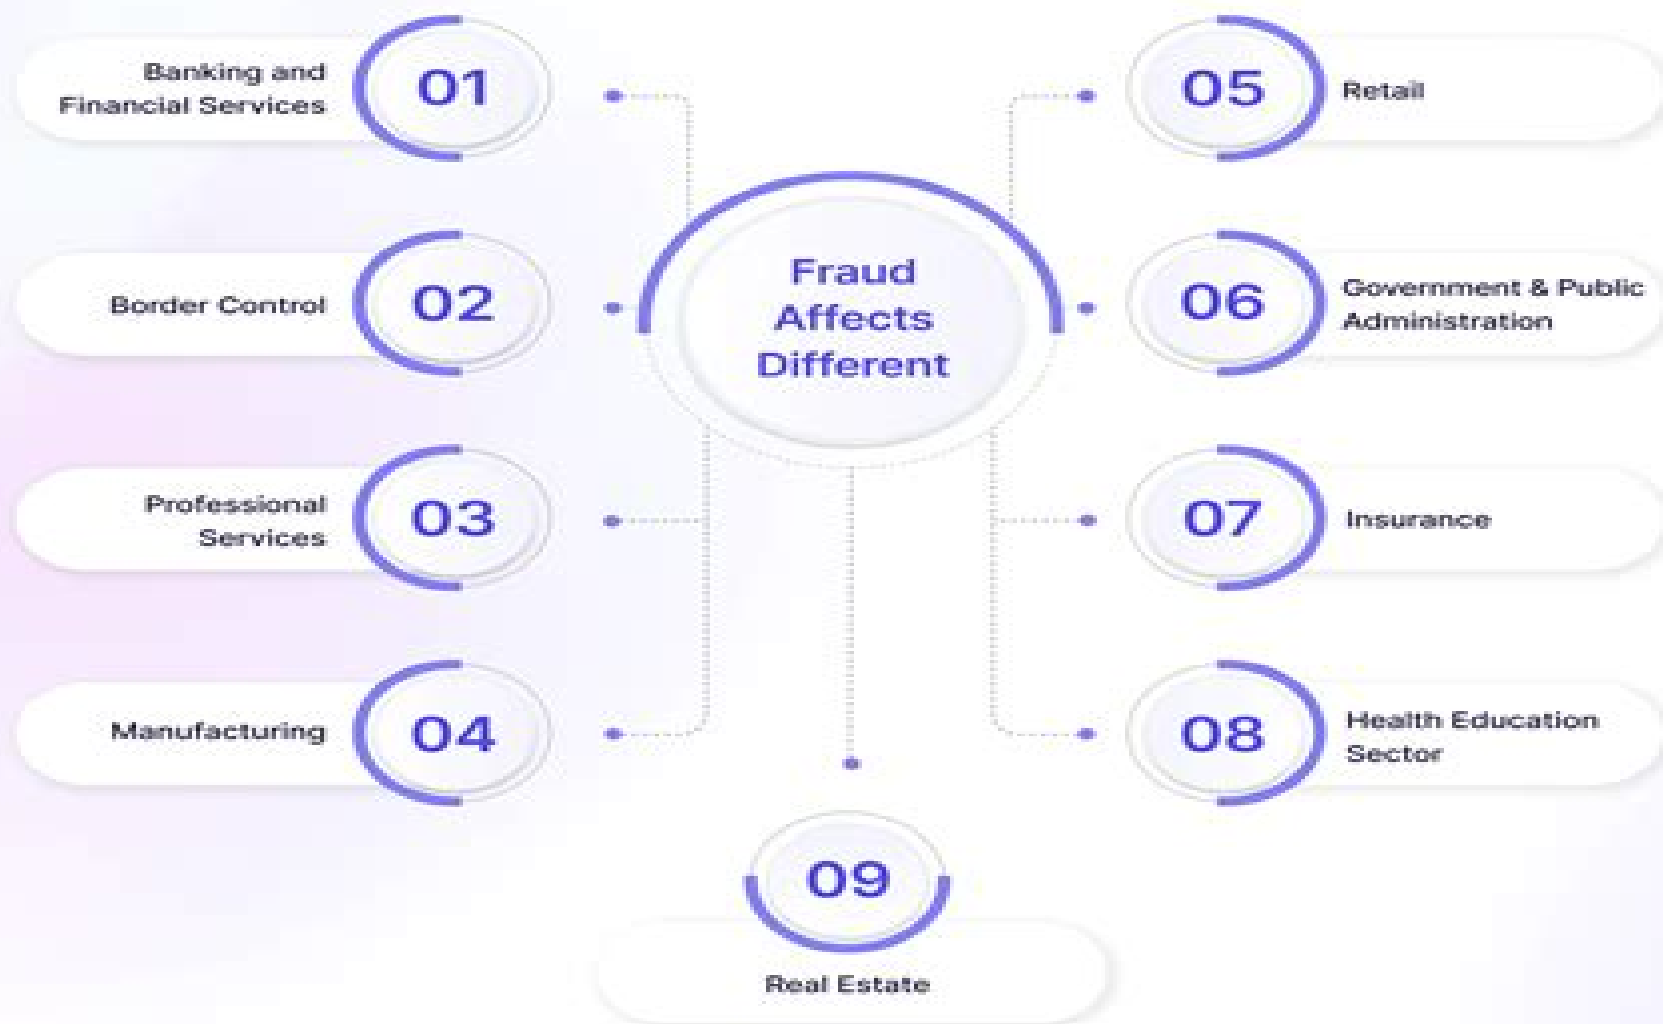 Fraud
Affects
Different
01
Banking and
Financial Services
02
Border Control
03
Professional
Services
04
Manufacturing
05
Retail
06
Government & Public
Administration
07
Insurance
08
Health Education
Sector
09
Real Estate